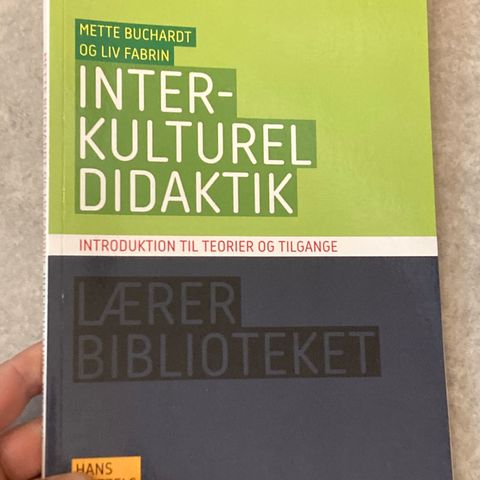 METTE BUCHARDT
OG LIV FABRIN
INTER-
KULTUREL
DIDAKTIK
INTRODUKTION TIL TEORIER OG TILGANGE
LÆRER
BIBLIOTEKET
HANS